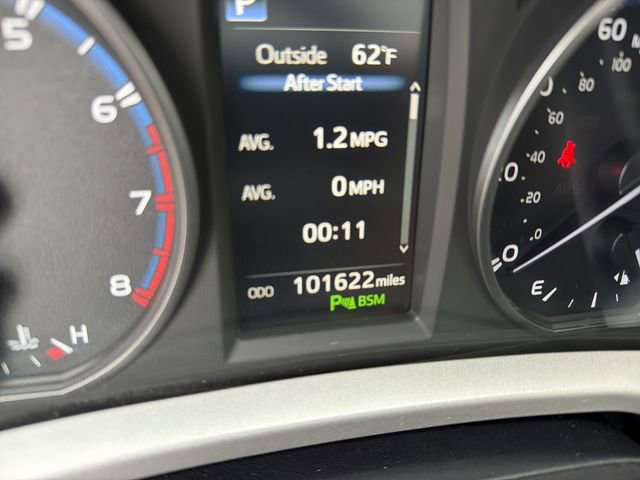 P
Outside 62°F
After Start
AVG. 1.2 MPG
AVG. 0 MPH
00:11
ODO 101622 miles
P BSM
5
6
7
8
H
60
100
80
60
40
20
0
0
E